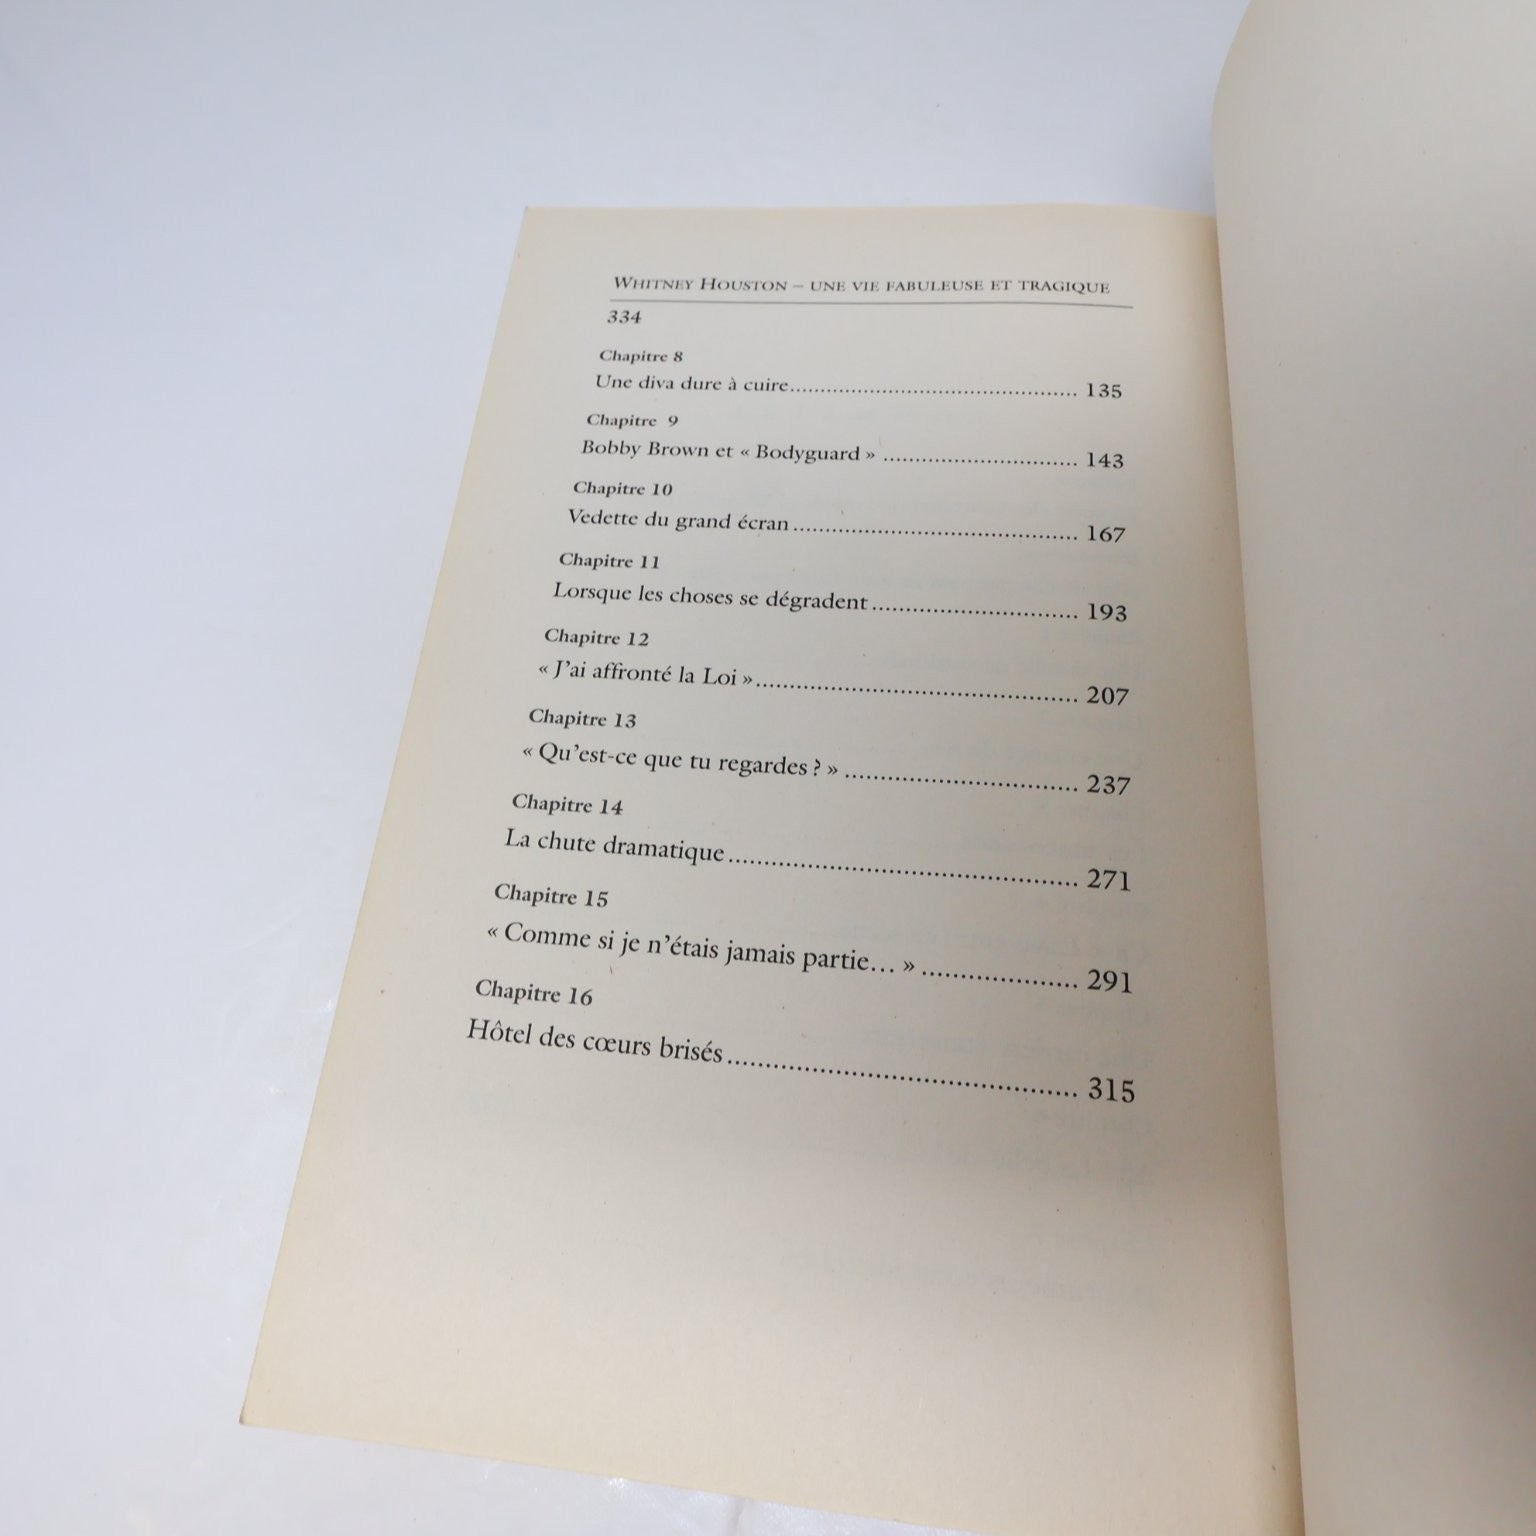 WHITNEY HOUSTON – UNE VIE FABULEUSE ET TRAGIQUE
334
Chapitre 8
Une diva dure à cuire................................................ 135
Chapitre 9
Bobby Brown et « Bodyguard » ................................ 143
Chapitre 10
Vedette du grand écran............................................. 167
Chapitre 11
Lorsque les choses se dégradent................................ 193
Chapitre 12
« J’ai affronté la Loi »................................................ 207
Chapitre 13
« Qu’est-ce que tu regardes ? » .................................. 237
Chapitre 14
La chute dramatique................................................. 271
Chapitre 15
« Comme si je n’étais jamais partie… » ..................... 291
Chapitre 16
Hôtel des cœurs brisés.............................................. 315